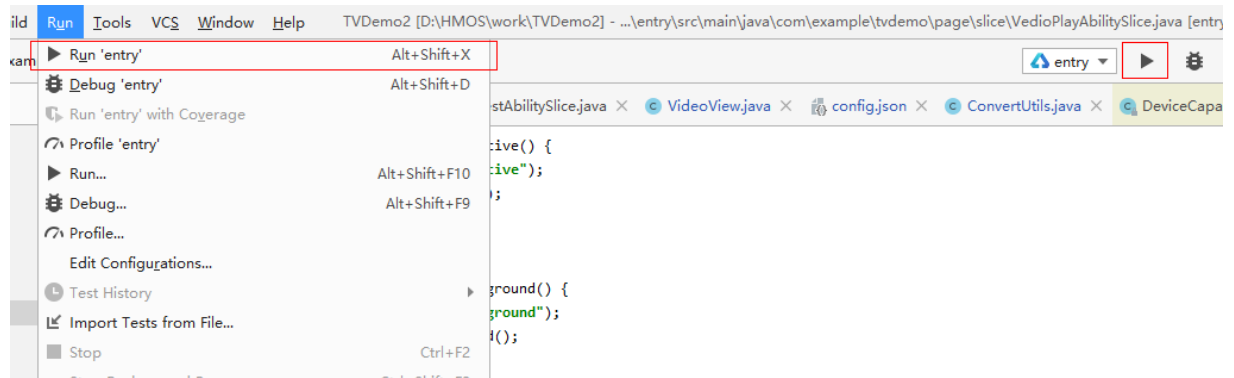 ild Run Tools VCS Window Help TVDemo2 [D:\HMOS\work\TVDemo2] - ...\entry\src\main\java\com\example\tvdemo\page\slice\VedioPlayAbilitySlice.java [entry
xam Run 'entry' Alt+Shift+X entry
Debug 'entry' Alt+Shift+D
Run 'entry' with Coverage stAbilitySlice.java VideoView.java config.json ConvertUtils.java DeviceCapa
Profile 'entry' tive() {
Run... Alt+Shift+F10 tive");
Debug... Alt+Shift+F9 );
Profile...
Edit Configurations...
Test History ground() {
Import Tests from File... ground");
Stop Ctrl+F2 d();